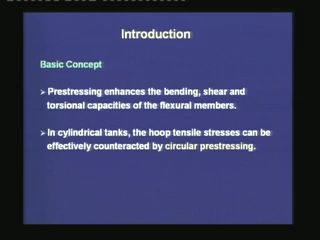 Introduction
Basic Concept
➢ Prestressing enhances the bending, shear and
torsional capacities of the flexural members.
➢ In cylindrical tanks, the hoop tensile stresses can be
effectively counteracted by circular prestressing.